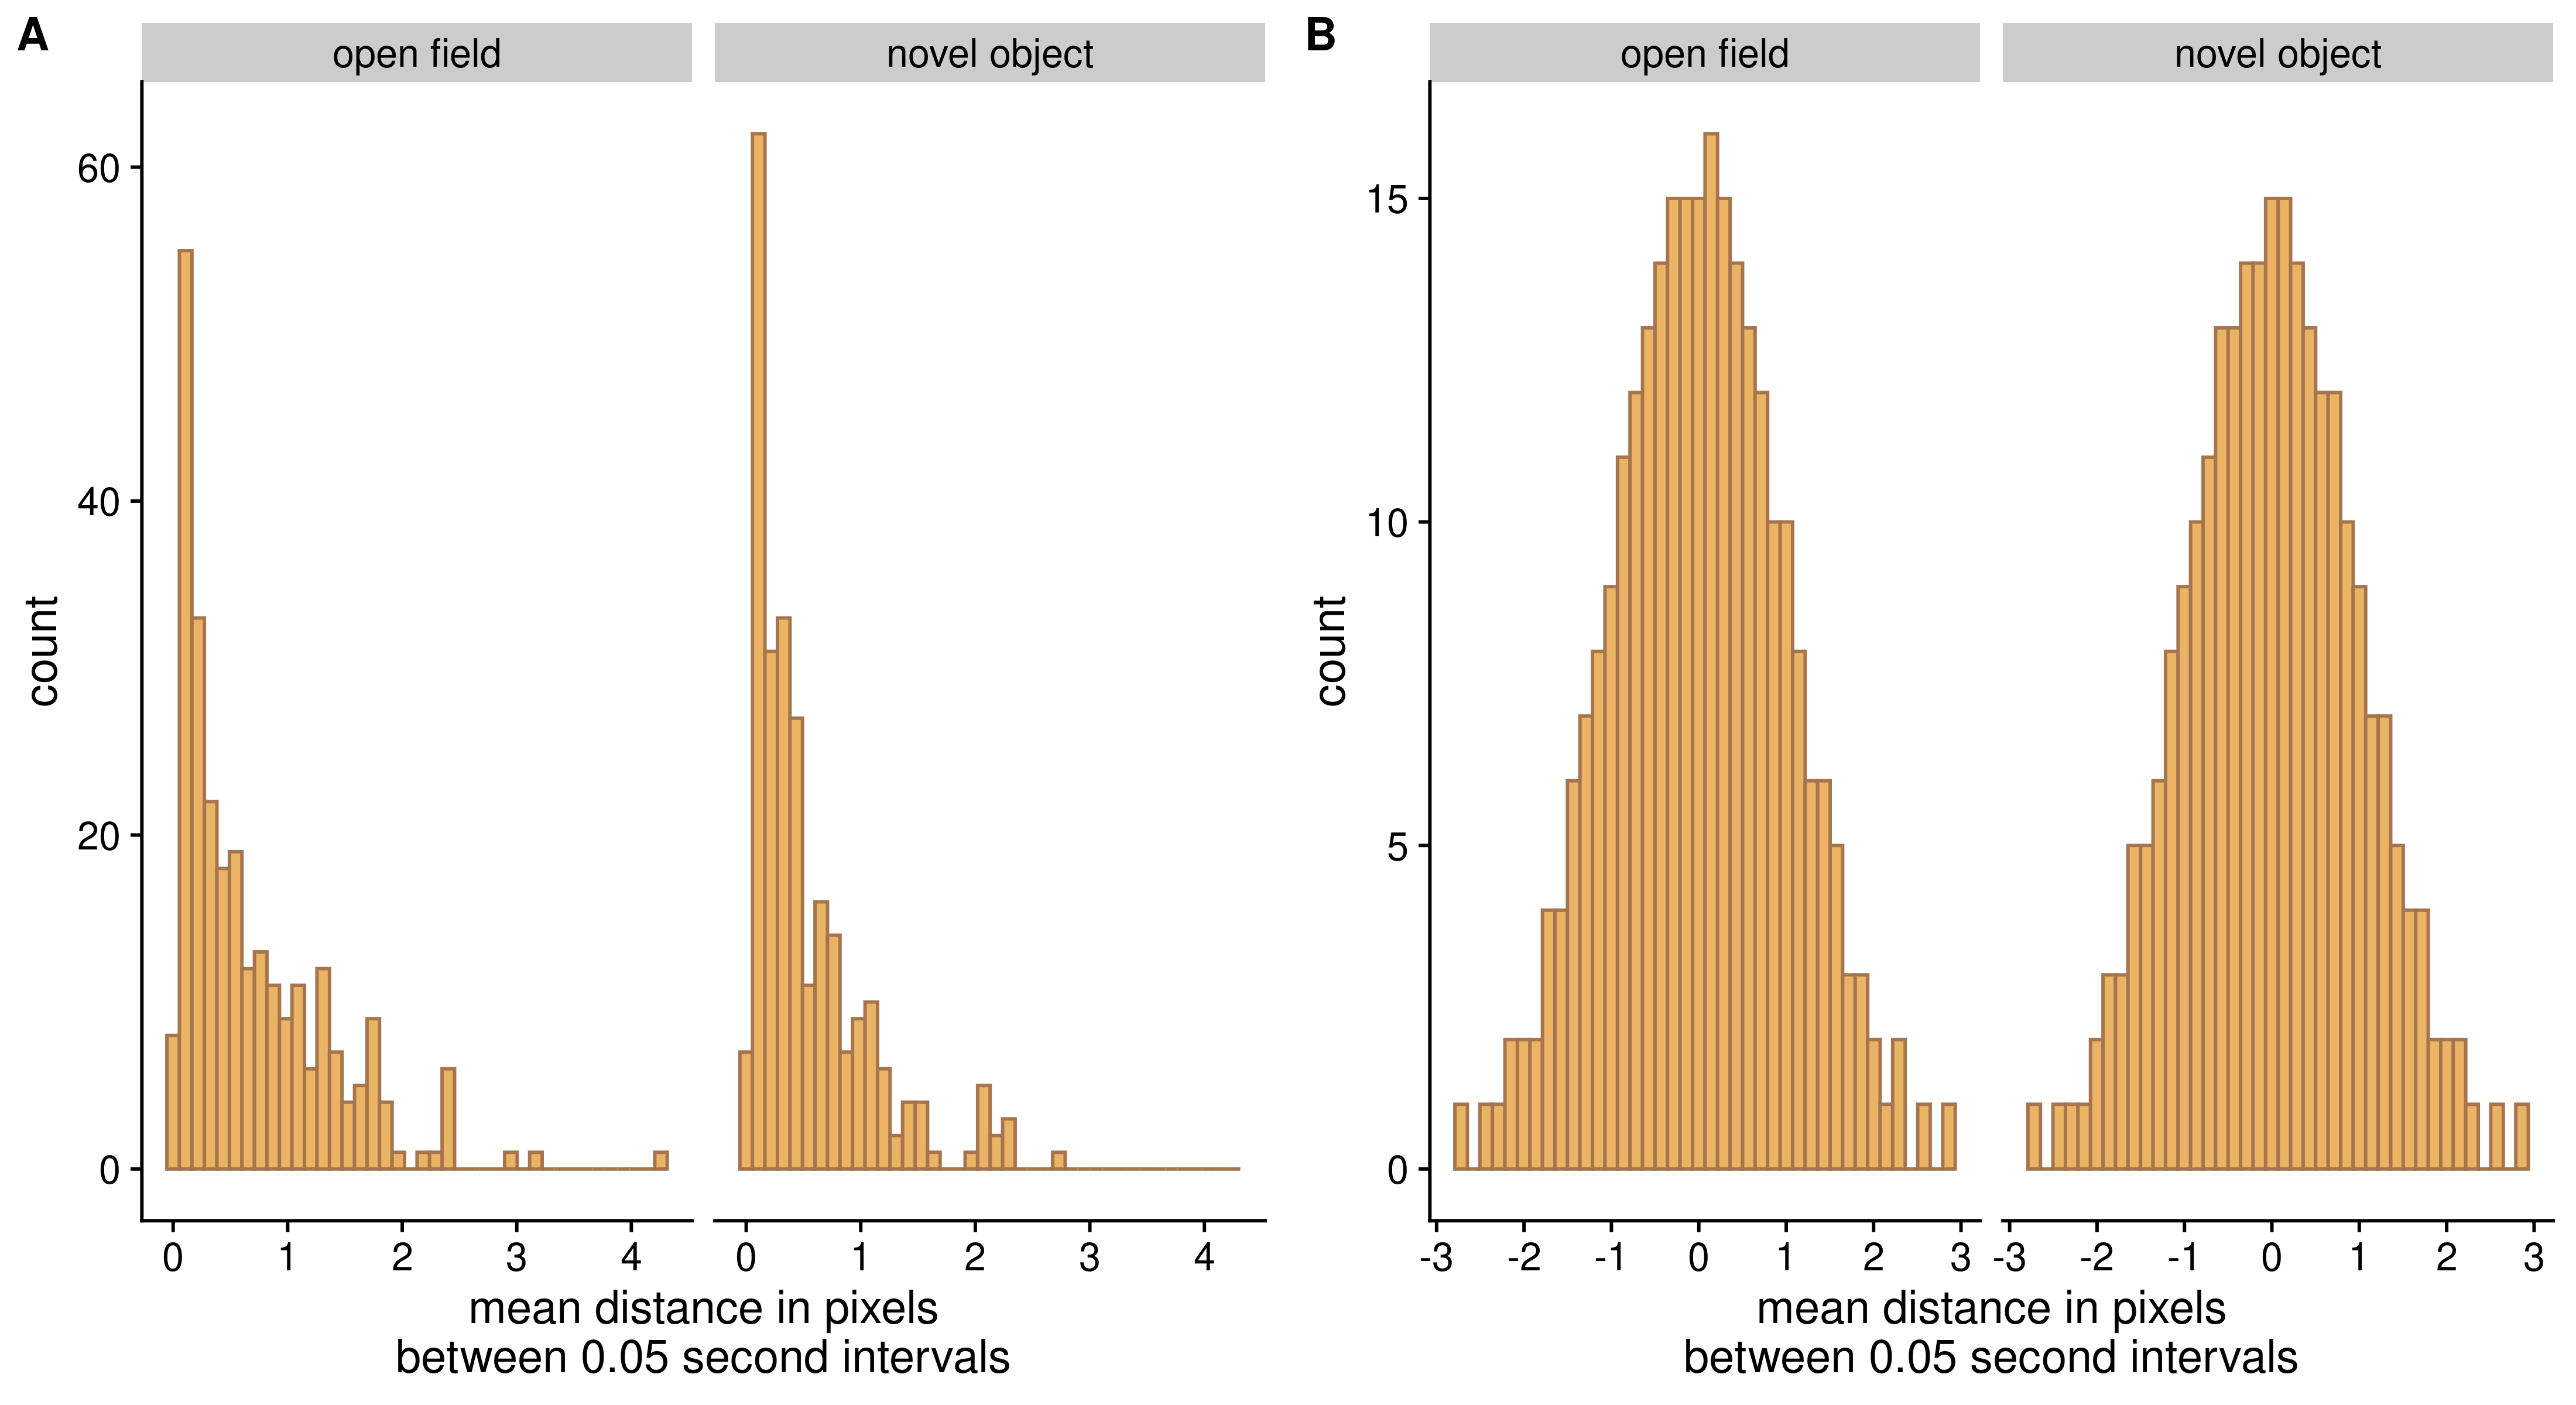 A
open field
novel object
60
40
20
0
count
0 1 2 3 4
0 1 2 3 4
mean distance in pixels
between 0.05 second intervals
B
open field
novel object
15
10
5
0
count
-3 -2 -1 0 1 2 3
-3 -2 -1 0 1 2 3
mean distance in pixels
between 0.05 second intervals